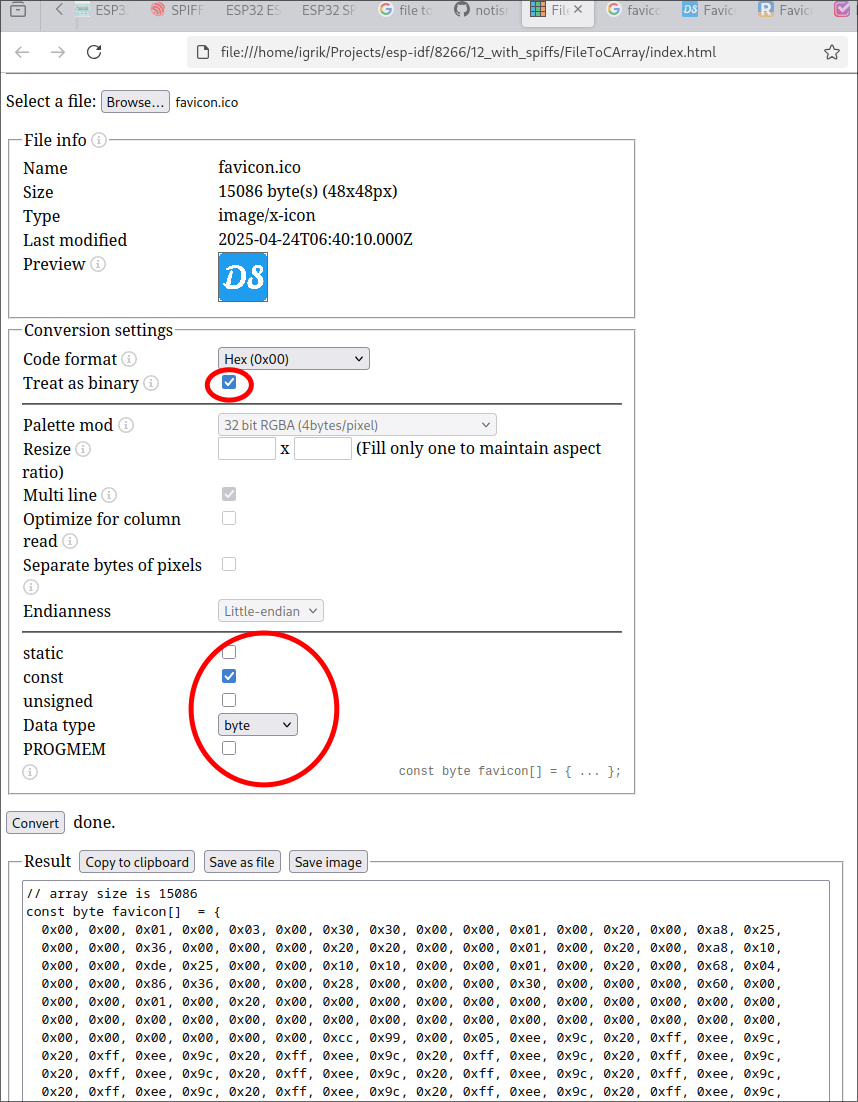 ESP3 SPIFF ESP32 ES ESP32 SP file to notis File favic DS Favic R Favic
file:///home/igrik/Projects/esp-idf/8266/12_with_spiffs/FileToCArray/index.html
Select a file: Browse... favicon.ico
File info
Name favicon.ico
Size 15086 byte(s) (48x48px)
Type image/x-icon
Last modified 2025-04-24T06:40:10.000Z
Preview DS
Conversion settings
Code format Hex (0x00)
Treat as binary
Palette mod 32 bit RGBA (4bytes/pixel)
Resize x (Fill only one to maintain aspect
ratio)
Multi line
Optimize for column
read
Separate bytes of pixels
Endianness Little-endian
static
const
unsigned
Data type byte
PROGMEM
const byte favicon[] = { ... };
Convert done.
Result Copy to clipboard Save as file Save image
// array size is 15086
const byte favicon[]  = {
0x00, 0x00, 0x01, 0x00, 0x03, 0x00, 0x30, 0x30, 0x00, 0x00, 0x01, 0x00, 0x20, 0x00, 0xa8, 0x25,
0x00, 0x00, 0x36, 0x00, 0x00, 0x00, 0x20, 0x20, 0x00, 0x00, 0x01, 0x00, 0x20, 0x00, 0xa8, 0x10,
0x00, 0x00, 0xde, 0x25, 0x00, 0x00, 0x10, 0x10, 0x00, 0x00, 0x01, 0x00, 0x20, 0x00, 0x68, 0x04,
0x00, 0x00, 0x86, 0x36, 0x00, 0x00, 0x28, 0x00, 0x00, 0x00, 0x30, 0x00, 0x00, 0x00, 0x60, 0x00,
0x00, 0x00, 0x01, 0x00, 0x20, 0x00, 0x00, 0x00, 0x00, 0x00, 0x00, 0x00, 0x00, 0x00, 0x00, 0x00,
0x00, 0x00, 0x00, 0x00, 0x00, 0x00, 0x00, 0x00, 0x00, 0x00, 0x00, 0x00, 0x00, 0x00, 0x00, 0x00,
0x00, 0x00, 0x00, 0x00, 0x00, 0x00, 0xcc, 0x99, 0x00, 0x05, 0xee, 0x9c, 0x20, 0xff, 0xee, 0x9c,
0x20, 0xff, 0xee, 0x9c, 0x20, 0xff, 0xee, 0x9c, 0x20, 0xff, 0xee, 0x9c, 0x20, 0xff, 0xee, 0x9c,
0x20, 0xff, 0xee, 0x9c, 0x20, 0xff, 0xee, 0x9c, 0x20, 0xff, 0xee, 0x9c, 0x20, 0xff, 0xee, 0x9c,
0x20, 0xff, 0xee, 0x9c, 0x20, 0xff, 0xee, 0x9c, 0x20, 0xff, 0xee, 0x9c, 0x20, 0xff, 0xee, 0x9c,